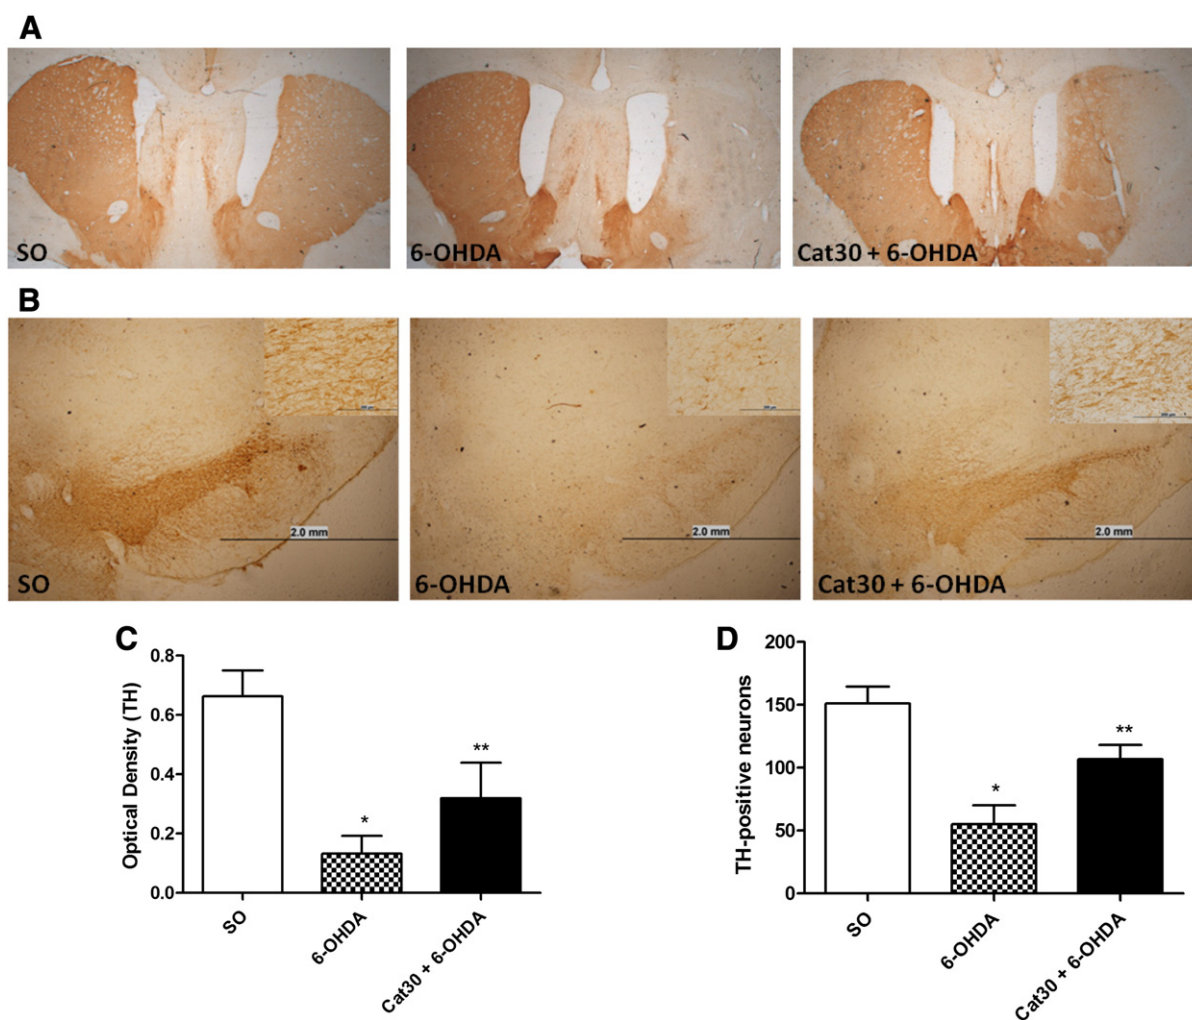 A
SO
6-OHDA
Cat30 + 6-OHDA
B
2.0 mm
2.0 mm
2.0 mm
SO
6-OHDA
Cat30 + 6-OHDA
C
Optical Density (TH)
0.8
0.6
0.4
0.2
0.0
*
**
SO
6-OHDA
Cat30 + 6-OHDA
D
TH-positive neurons
200
150
100
50
0
*
**
SO
6-OHDA
Cat30 + 6-OHDA